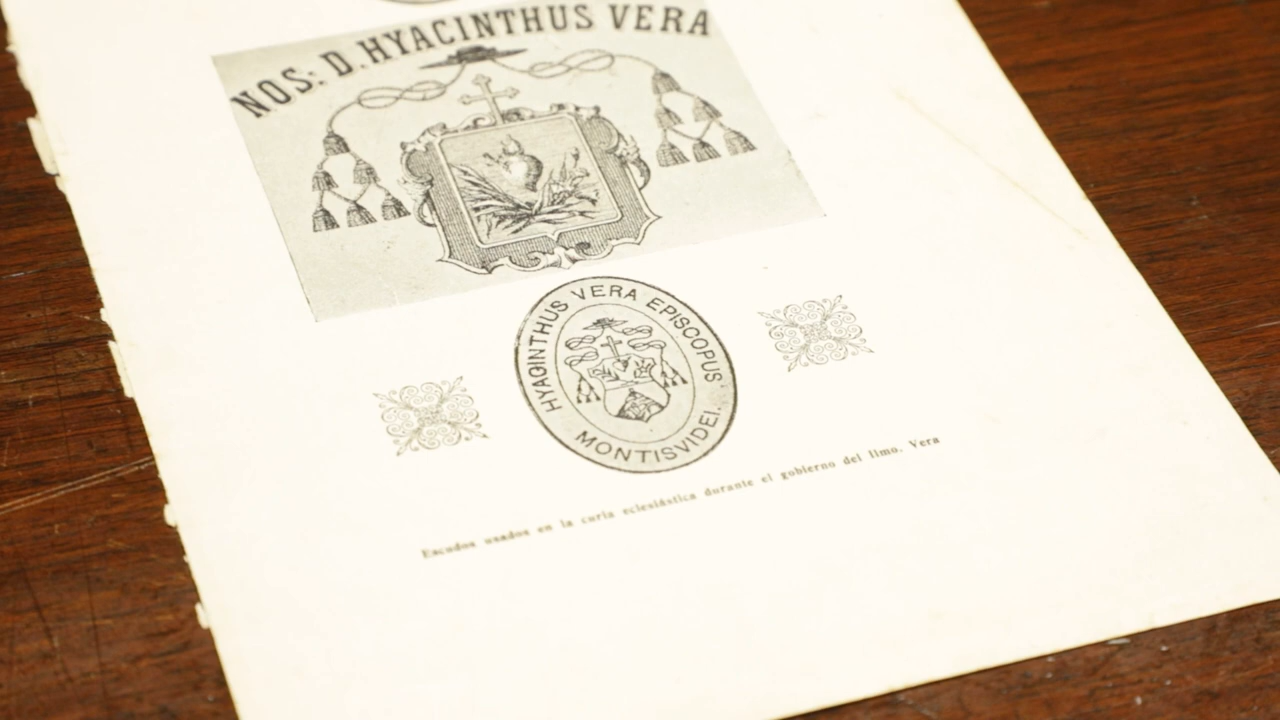 NOS: D. HYACINTHUS VERA
HYACINTHUS VERA EPISCOPUS
MONTISVIDEI.
Escudos usados en la curia eclesiástica durante el gobierno del Ilmo. Vera